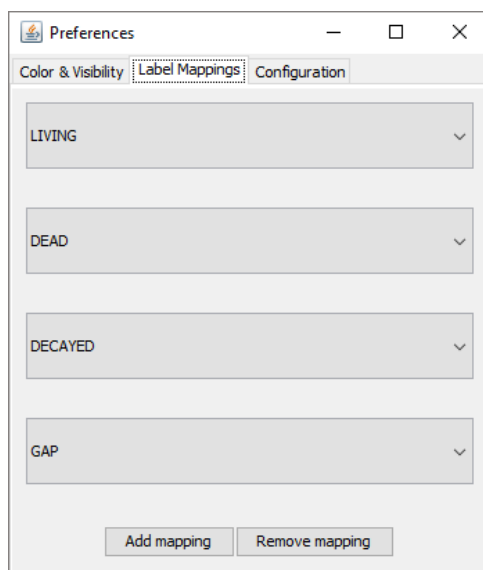 Preferences
Color & Visibility Label Mappings Configuration
LIVING
DEAD
DECAYED
GAP
Add mapping Remove mapping